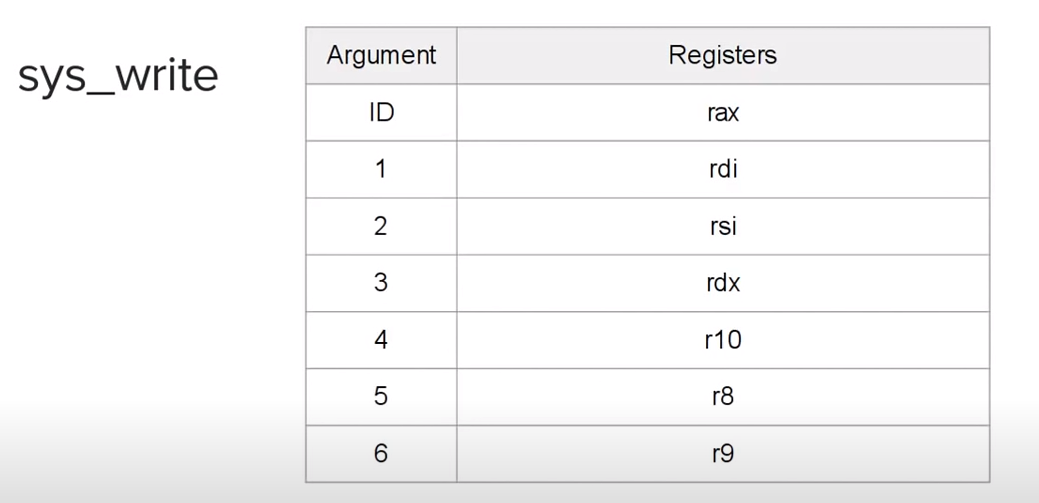 sys_write
Argument Registers
ID rax
1 rdi
2 rsi
3 rdx
4 r10
5 r8
6 r9